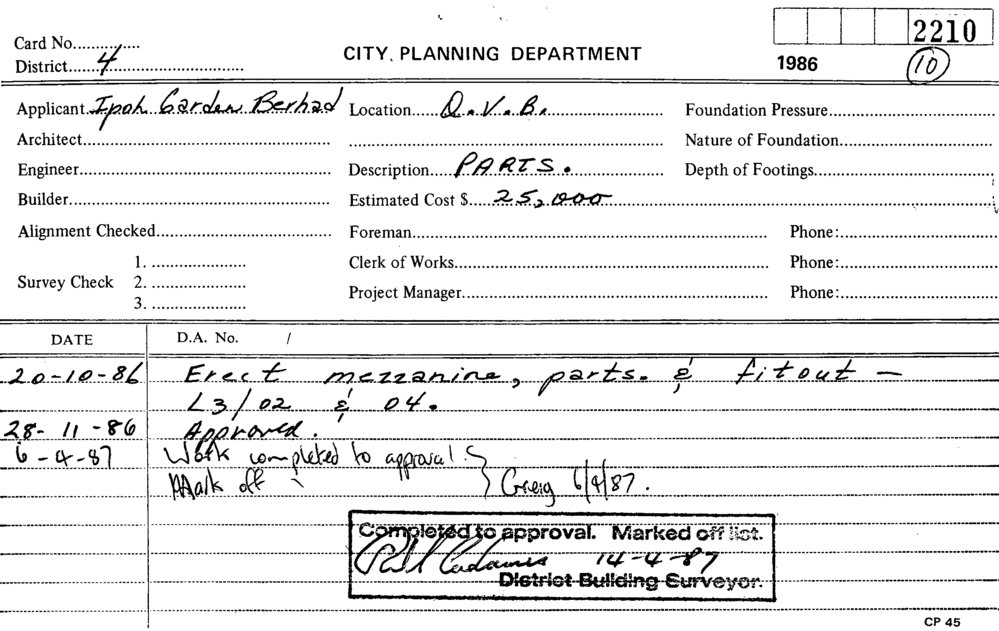 2210
Card No...............
District......4..............................
CITY PLANNING DEPARTMENT
1986
10
Applicant Ipoh Garden Berhad
Location.....Q.V.B.
Foundation Pressure
Architect
Nature of Foundation
Engineer
Description.....PARTS.
Depth of Footings
Builder
Estimated Cost $.....25,000
Alignment Checked
Foreman
Phone:
Survey Check
1.
2.
3.
Clerk of Works
Phone:
Project Manager
Phone:
DATE
D.A. No. /
20-10-86 Erect mezzanine, parts. & fitout —
L3/02 & 04.
28-11-86 Approved.
6-4-87 Work completed to approval.
Mark off } Greig 6/4/87.
Completed to approval. Marked off list.
14-4-87
District Building Surveyor.
CP 45